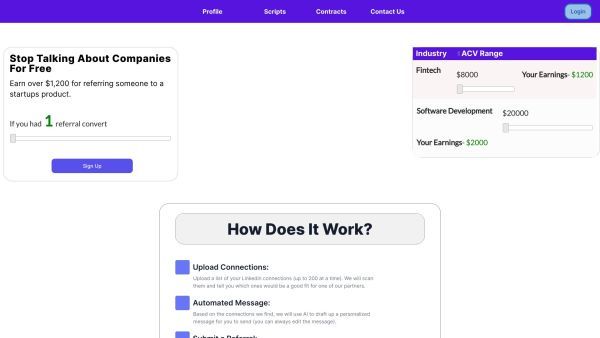 Profile
Scripts
Contracts
Contact Us
Login
Stop Talking About Companies
For Free
Earn over $1,200 for referring someone to a
startups product.
If you had 1 referral convert
Sign Up
Industry ACV Range
Fintech
$8000
Your Earnings- $1200
Software Development
$20000
Your Earnings- $2000
How Does It Work?
Upload Connections:
Upload a list of your Linkedin connections (up to 200 at a time). We will scan
them and tell you which ones would be a good fit for one of our partners.
Automated Message:
Based on the connections we find, we will use AI to draft up a personalized
message for you to send (you can always edit the message).
Submit a Referral: